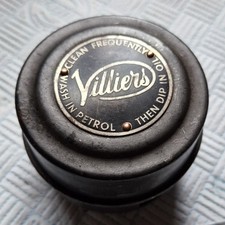 CLEAN FREQUENTLY
WASH IN PETROL THEN DIP IN OIL
Villiers